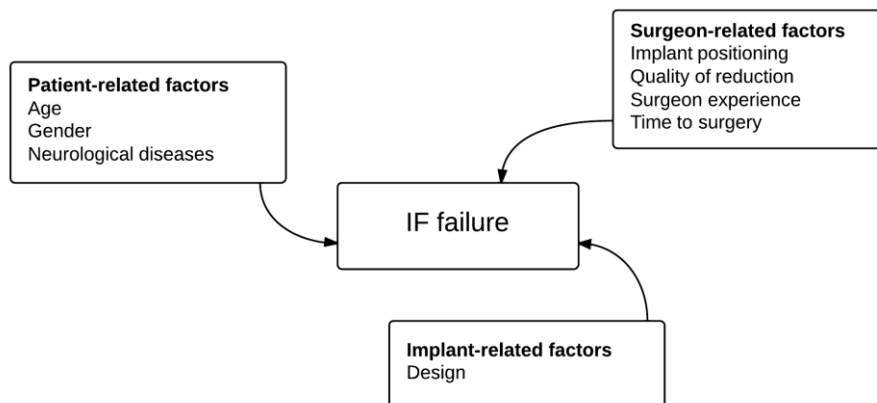 Patient-related factors
Age
Gender
Neurological diseases
Surgeon-related factors
Implant positioning
Quality of reduction
Surgeon experience
Time to surgery
IF failure
Implant-related factors
Design